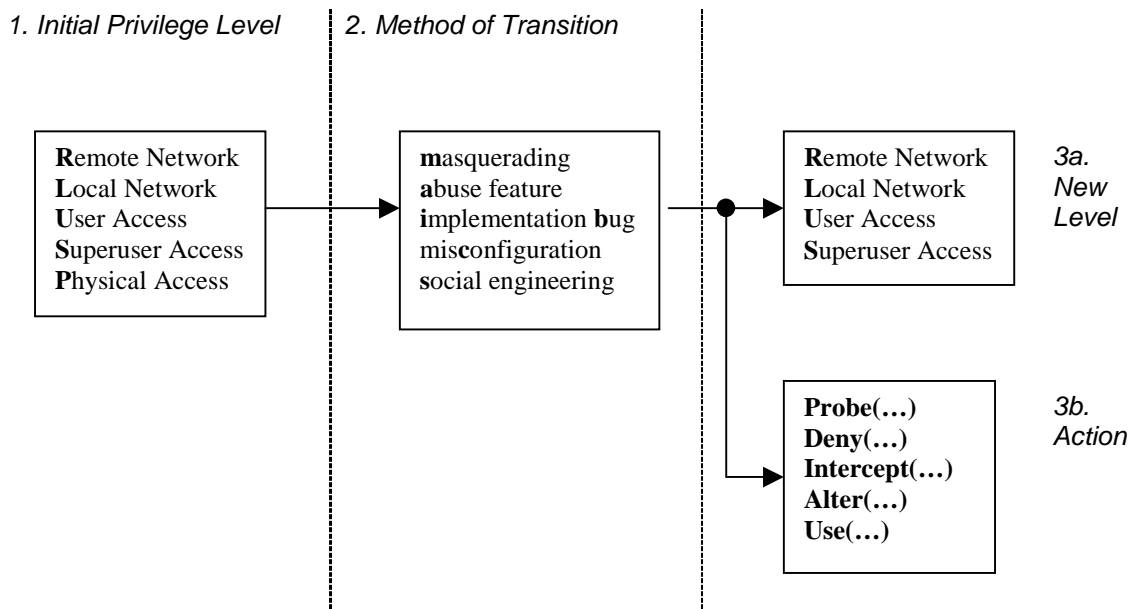 1. Initial Privilege Level
2. Method of Transition
Remote Network
Local Network
User Access
Superuser Access
Physical Access
masquerading
abuse feature
implementation bug
misconfiguration
social engineering
Remote Network
Local Network
User Access
Superuser Access
3a.
New
Level
Probe(…)
Deny(…)
Intercept(…)
Alter(…)
Use(…)
3b.
Action